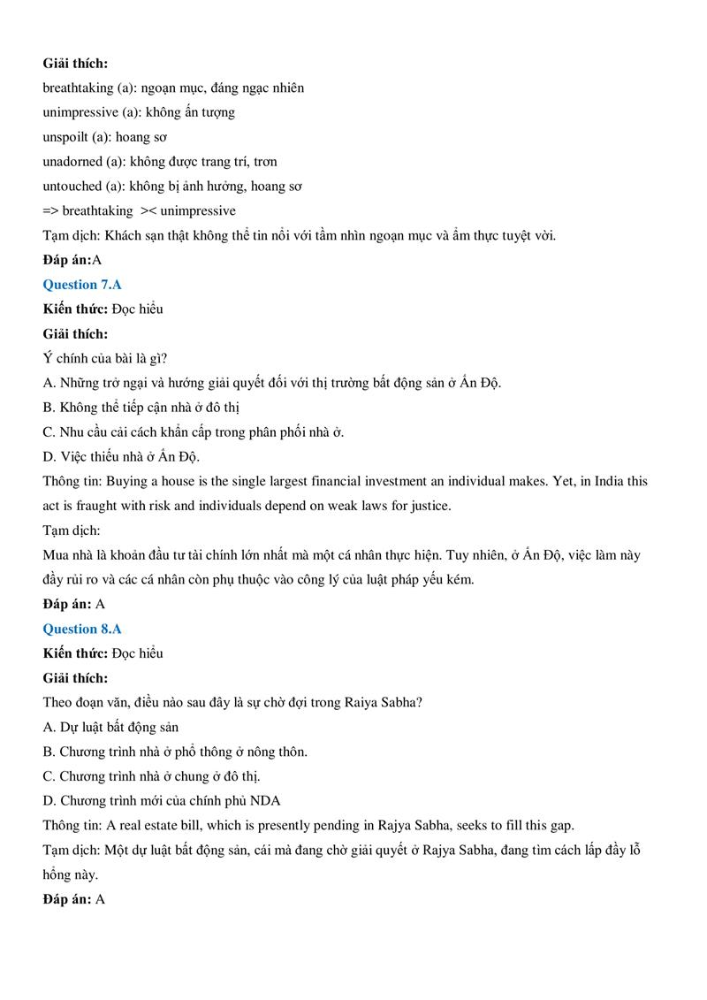 Giải thích:
breathtaking (a): ngoạn mục, đáng ngạc nhiên
unimpressive (a): không ấn tượng
unspoilt (a): hoang sơ
unadorned (a): không được trang trí, trơn
untouched (a): không bị ảnh hưởng, hoang sơ
=> breathtaking >< unimpressive
Tạm dịch: Khách sạn thật không thể tin nổi với tầm nhìn ngoạn mục và ẩm thực tuyệt vời.
Đáp án:A
Question 7.A
Kiến thức: Đọc hiểu
Giải thích:
Ý chính của bài là gì?
A. Những trở ngại và hướng giải quyết đối với thị trường bất động sản ở Ấn Độ.
B. Không thể tiếp cận nhà ở đô thị
C. Nhu cầu cải cách khẩn cấp trong phân phối nhà ở.
D. Việc thiếu nhà ở Ấn Độ.
Thông tin: Buying a house is the single largest financial investment an individual makes. Yet, in India this
act is fraught with risk and individuals depend on weak laws for justice.
Tạm dịch:
Mua nhà là khoản đầu tư tài chính lớn nhất mà một cá nhân thực hiện. Tuy nhiên, ở Ấn Độ, việc làm này
đầy rủi ro và các cá nhân còn phụ thuộc vào công lý của luật pháp yếu kém.
Đáp án: A
Question 8.A
Kiến thức: Đọc hiểu
Giải thích:
Theo đoạn văn, điều nào sau đây là sự chờ đợi trong Raiya Sabha?
A. Dự luật bất động sản
B. Chương trình nhà ở phổ thông ở nông thôn.
C. Chương trình nhà ở chung ở đô thị.
D. Chương trình mới của chính phủ NDA
Thông tin: A real estate bill, which is presently pending in Rajya Sabha, seeks to fill this gap.
Tạm dịch: Một dự luật bất động sản, cái mà đang chờ giải quyết ở Rajya Sabha, đang tìm cách lấp đầy lỗ
hổng này.
Đáp án: A